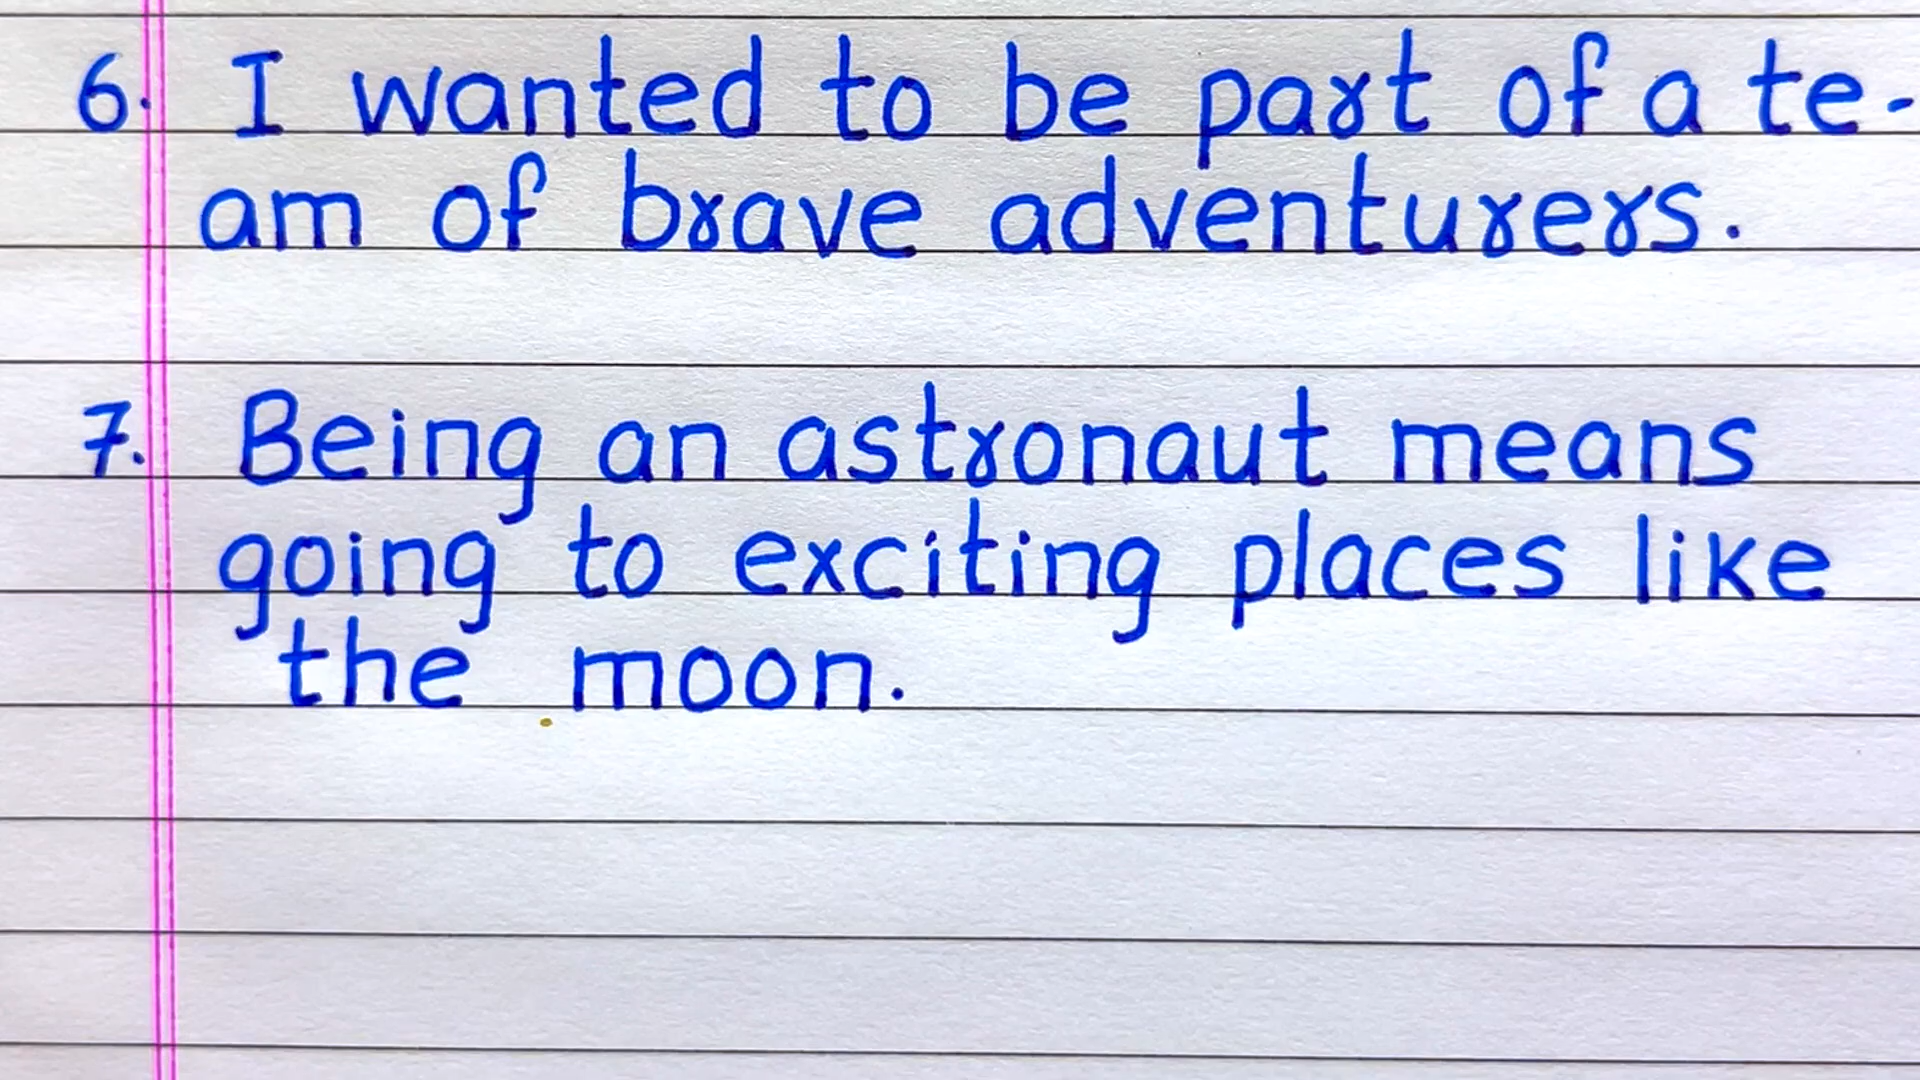 6. I wanted to be part of a te-
am of brave adventurers.
7. Being an astronaut means
going to exciting places like
the moon.